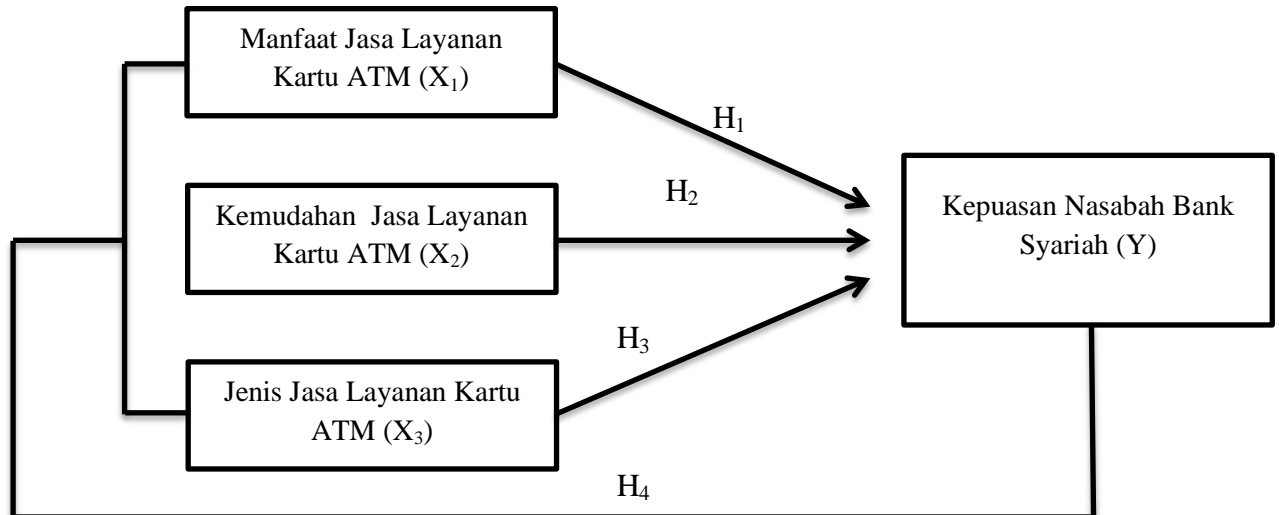 Manfaat Jasa Layanan
Kartu ATM (X₁)
H₁
Kemudahan Jasa Layanan
Kartu ATM (X₂)
H₂
Kepuasan Nasabah Bank
Syariah (Y)
Jenis Jasa Layanan Kartu
ATM (X₃)
H₃
H₄